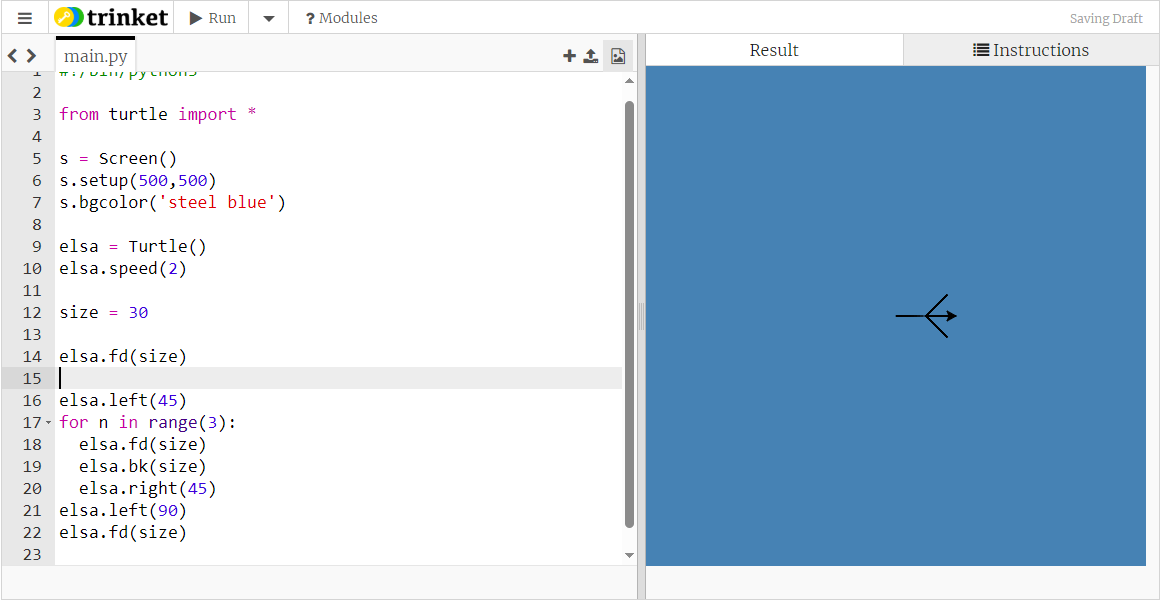 trinket Run ? Modules Saving Draft
main.py
Result Instructions
1 #!/bin/python3
2
3 from turtle import *
4
5 s = Screen()
6 s.setup(500,500)
7 s.bgcolor('steel blue')
8
9 elsa = Turtle()
10 elsa.speed(2)
11
12 size = 30
13
14 elsa.fd(size)
15
16 elsa.left(45)
17 for n in range(3):
18   elsa.fd(size)
19   elsa.bk(size)
20   elsa.right(45)
21 elsa.left(90)
22 elsa.fd(size)
23